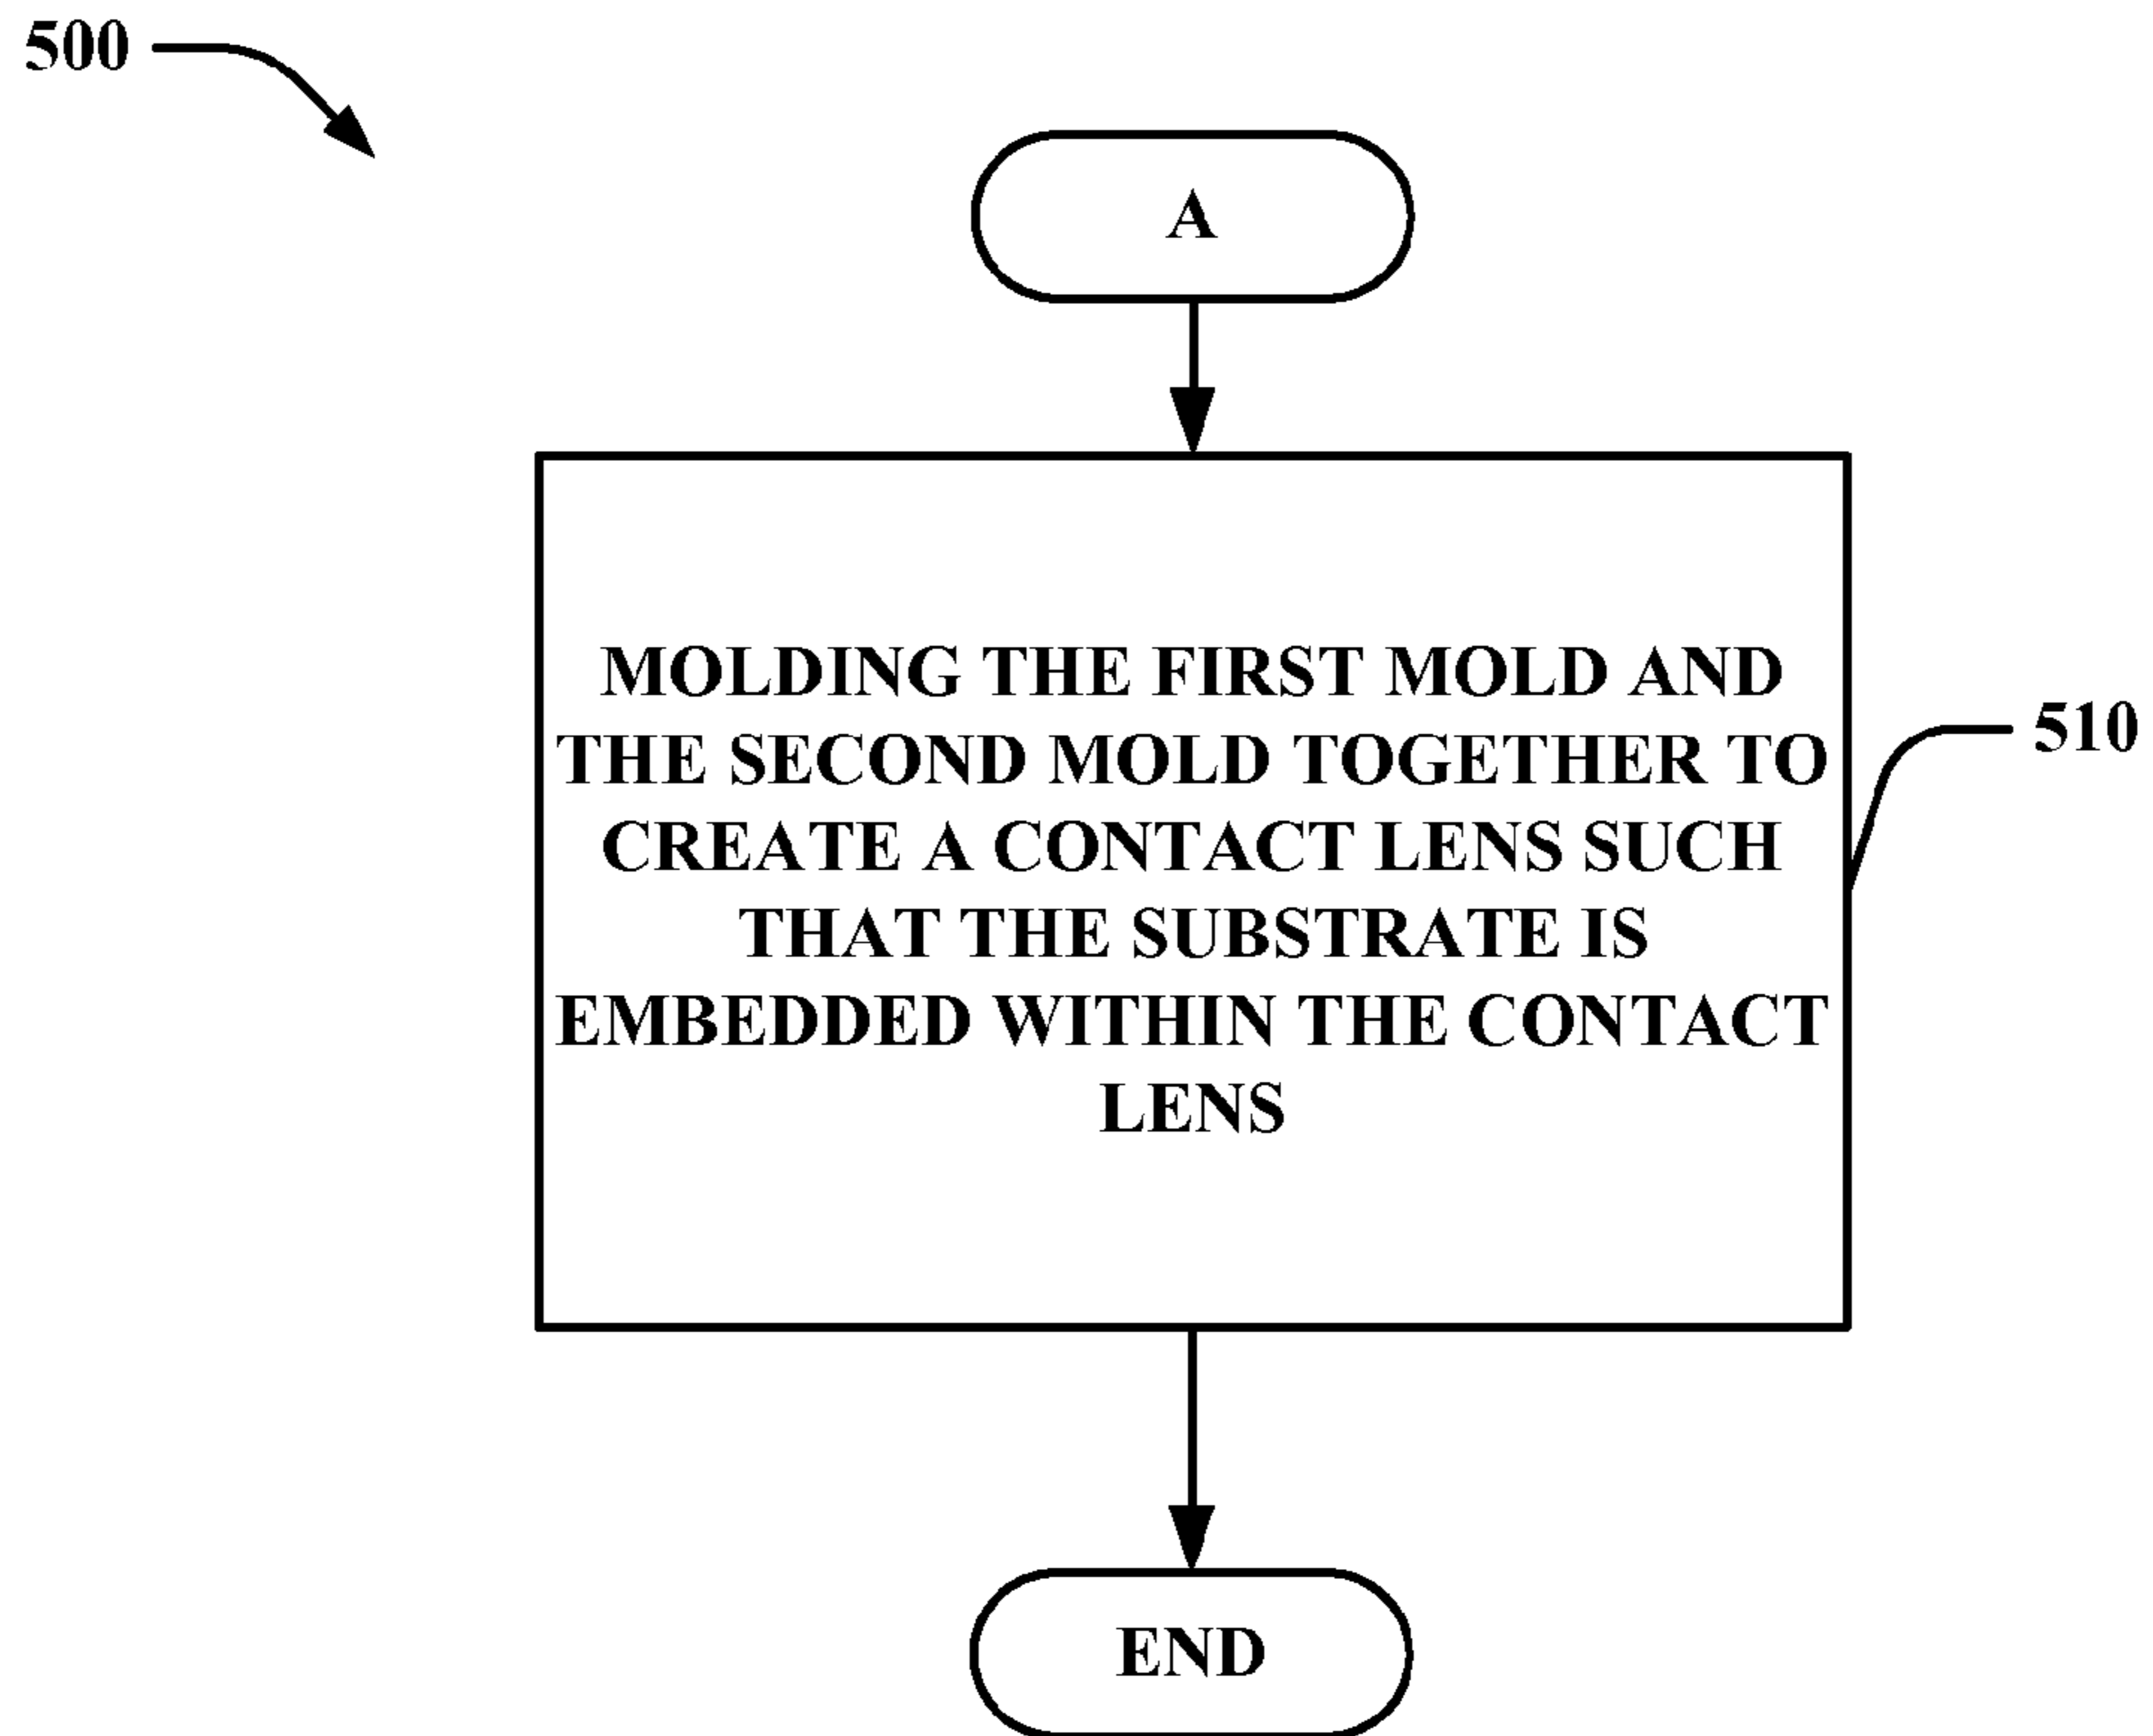 500
A
MOLDING THE FIRST MOLD AND
THE SECOND MOLD TOGETHER TO
CREATE A CONTACT LENS SUCH
THAT THE SUBSTRATE IS
EMBEDDED WITHIN THE CONTACT
LENS
510
END